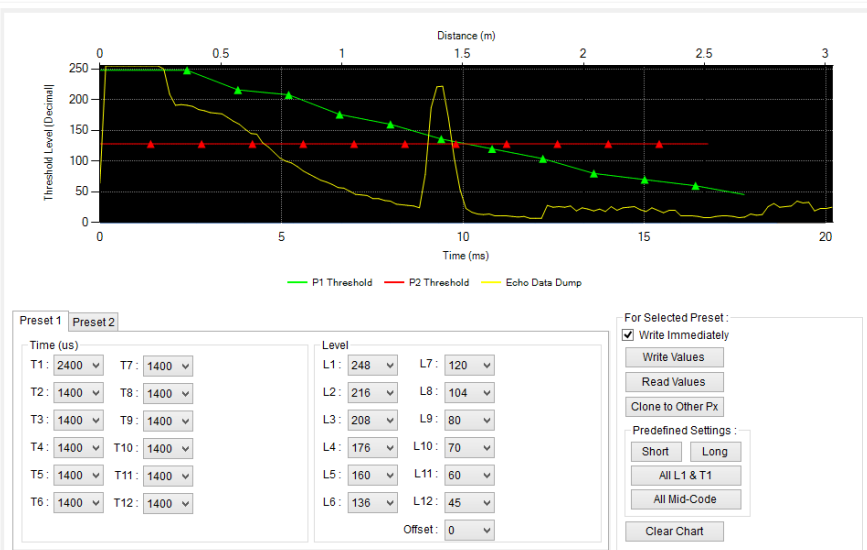 Distance (m)
0 0.5 1 1.5 2 2.5 3
Threshold Level [Decimal]
250
200
150
100
50
0
0 5 10 15 20
Time (ms)
P1 Threshold P2 Threshold Echo Data Dump
Preset 1 Preset 2
Time (us)
T1: 2400 T7: 1400
T2: 1400 T8: 1400
T3: 1400 T9: 1400
T4: 1400 T10: 1400
T5: 1400 T11: 1400
T6: 1400 T12: 1400
Level
L1: 248 L7: 120
L2: 216 L8: 104
L3: 208 L9: 80
L4: 176 L10: 70
L5: 160 L11: 60
L6: 136 L12: 45
Offset: 0
For Selected Preset :
Write Immediately
Write Values
Read Values
Clone to Other Px
Predefined Settings :
Short Long
All L1 & T1
All Mid-Code
Clear Chart